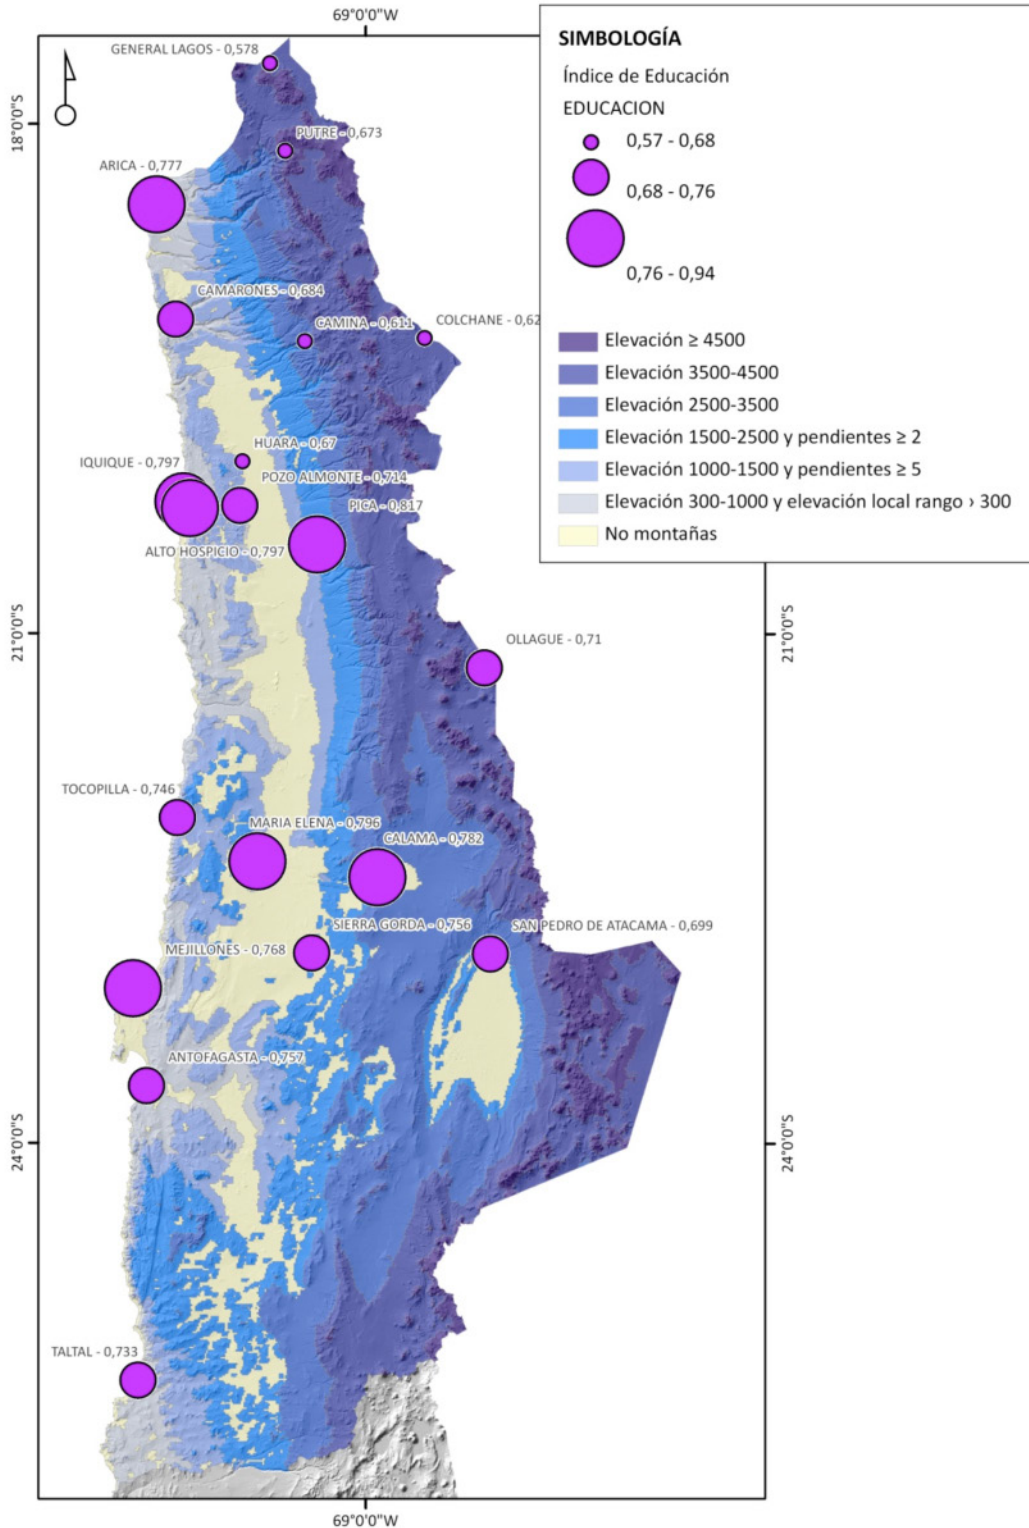 69°0'0"W
SIMBOLOGÍA
Índice de Educación
EDUCACION
0,57 - 0,68
0,68 - 0,76
0,76 - 0,94
Elevación ≥ 4500
Elevación 3500-4500
Elevación 2500-3500
Elevación 1500-2500 y pendientes ≥ 2
Elevación 1000-1500 y pendientes ≥ 5
Elevación 300-1000 y elevación local rango › 300
No montañas
GENERAL LAGOS - 0,578
18°0'0"S
PUTRE - 0,673
ARICA - 0,777
CAMARONES - 0,684
CAMINA - 0,611
COLCHANE - 0,62
HUARA - 0,67
IQUIQUE - 0,797
POZO ALMONTE - 0,714
PICA - 0,817
ALTO HOSPICIO - 0,797
21°0'0"S
21°0'0"S
OLLAGUE - 0,71
TOCOPILLA - 0,746
MARIA ELENA - 0,796
CALAMA - 0,782
SIERRA GORDA - 0,756
SAN PEDRO DE ATACAMA - 0,699
MEJILLONES - 0,768
ANTOFAGASTA - 0,757
24°0'0"S
24°0'0"S
TALTAL - 0,733
69°0'0"W